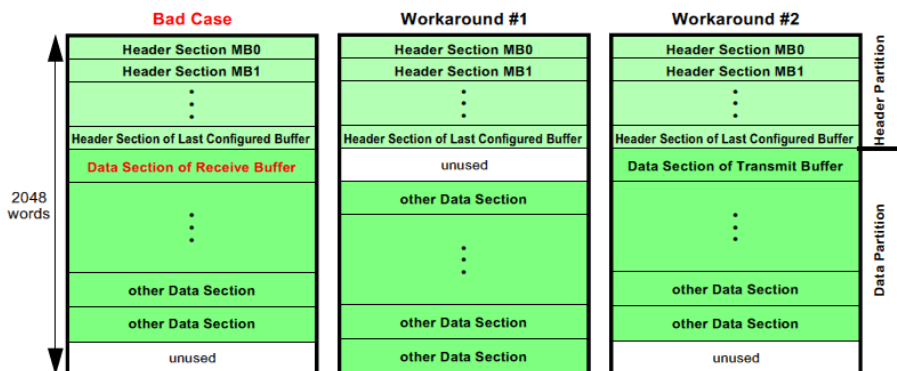 Bad Case
Workaround #1
Workaround #2
Header Section MB0
Header Section MB0
Header Section MB0
Header Section MB1
Header Section MB1
Header Section MB1
Header Section of Last Configured Buffer
Header Section of Last Configured Buffer
Header Section of Last Configured Buffer
Header Partition
Data Section of Receive Buffer
unused
Data Section of Transmit Buffer
2048
words
other Data Section
Data Partition
other Data Section
other Data Section
other Data Section
other Data Section
other Data Section
unused
other Data Section
unused